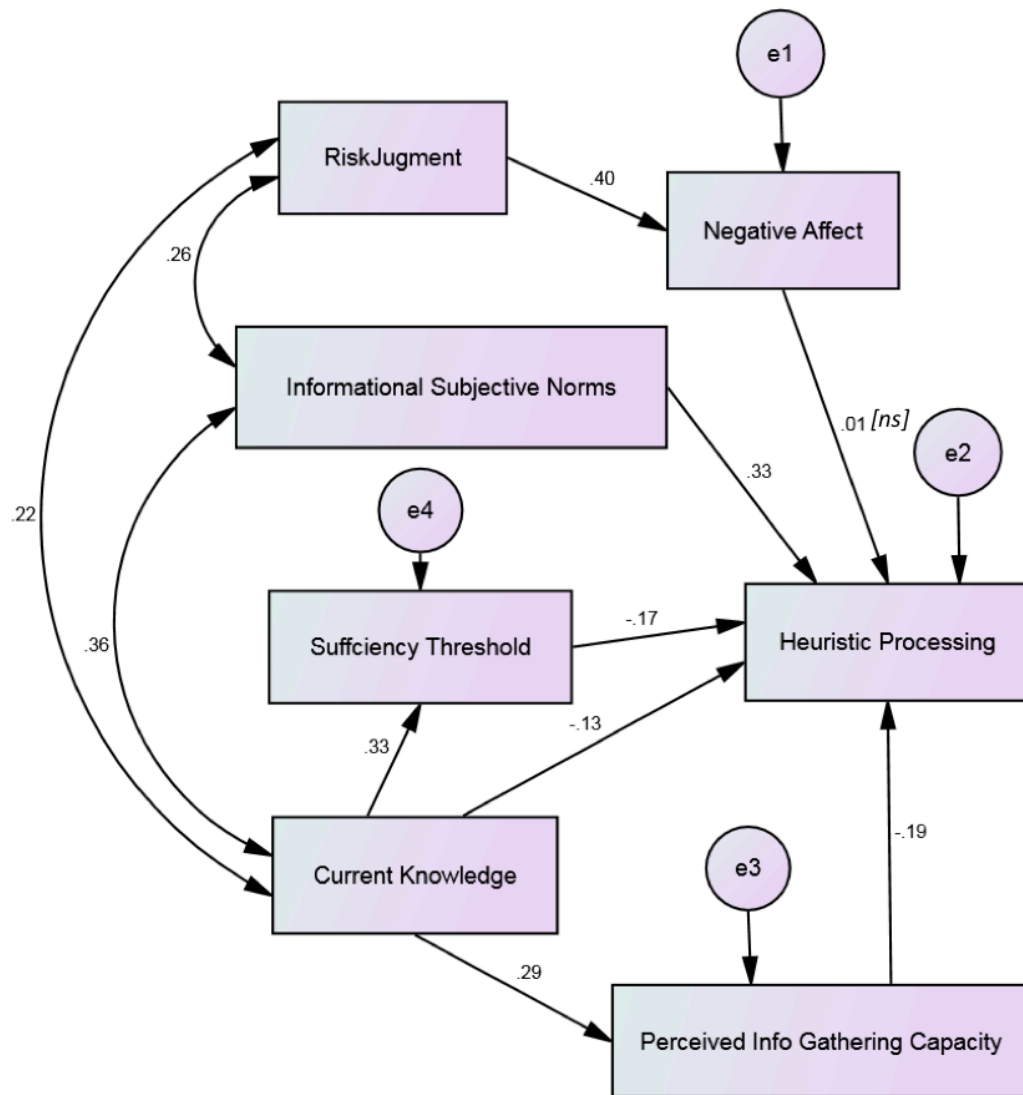 e1
RiskJugment
.40
Negative Affect
.26
Informational Subjective Norms
.01 [ns]
e2
.33
e4
.22
Suffciency Threshold
-.17
Heuristic Processing
.36
-.13
.33
Current Knowledge
-.19
e3
.29
Perceived Info Gathering Capacity